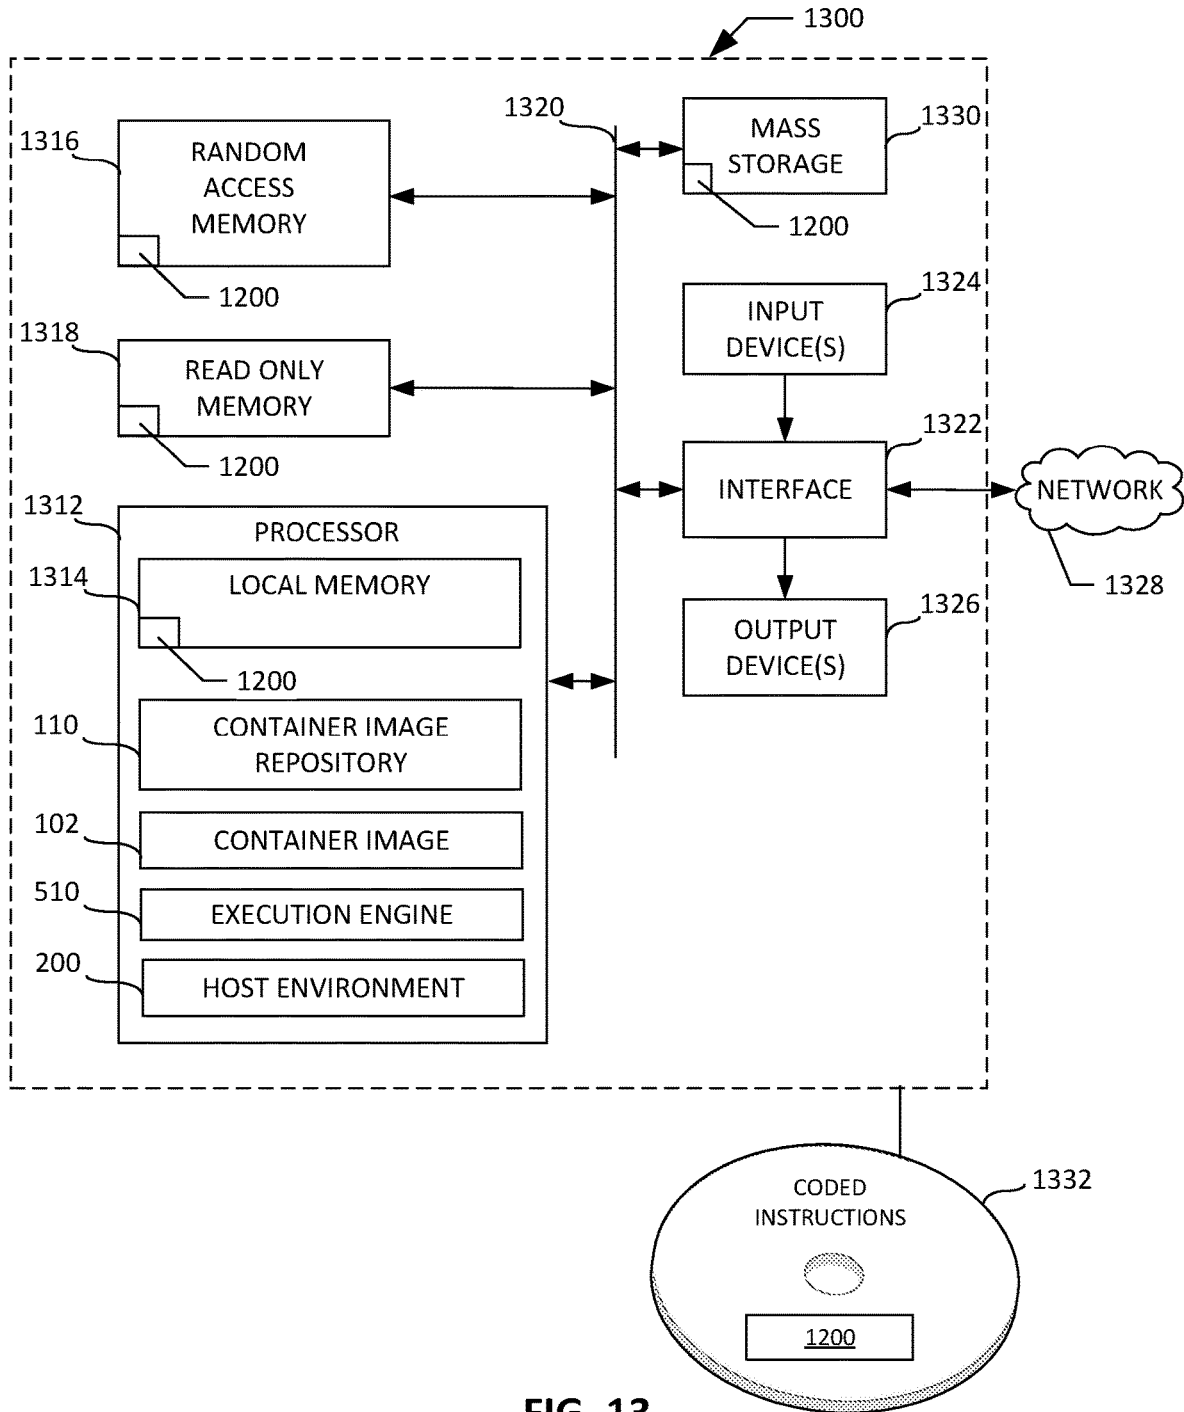 1300
1320
1316
RANDOM
ACCESS
MEMORY
1200
MASS
STORAGE
1330
1200
1318
READ ONLY
MEMORY
1200
INPUT
DEVICE(S)
1324
INTERFACE
1322
NETWORK
1328
OUTPUT
DEVICE(S)
1326
1312
PROCESSOR
1314
LOCAL MEMORY
1200
110
CONTAINER IMAGE
REPOSITORY
102
CONTAINER IMAGE
510
EXECUTION ENGINE
200
HOST ENVIRONMENT
CODED
INSTRUCTIONS
1332
1200
FIG. 13